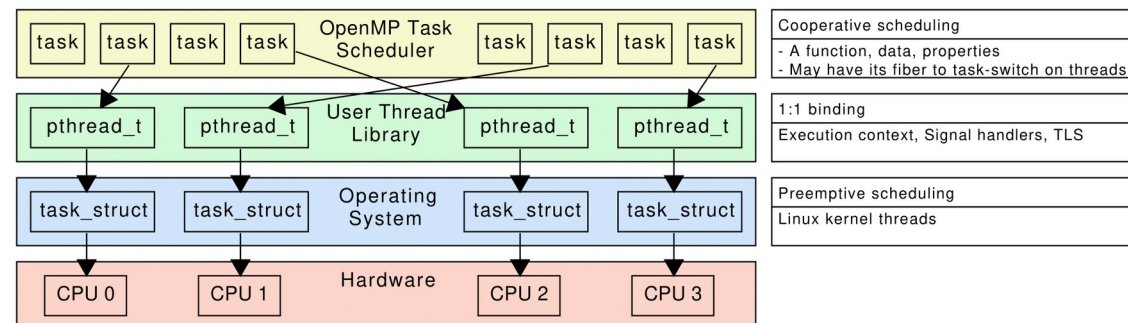 OpenMP Task
Scheduler
task task task task task task task task
Cooperative scheduling
- A function, data, properties
- May have its fiber to task-switch on threads
User Thread
Library
pthread_t pthread_t pthread_t pthread_t
1:1 binding
Execution context, Signal handlers, TLS
Operating
System
task_struct task_struct task_struct task_struct
Preemptive scheduling
Linux kernel threads
Hardware
CPU 0 CPU 1 CPU 2 CPU 3